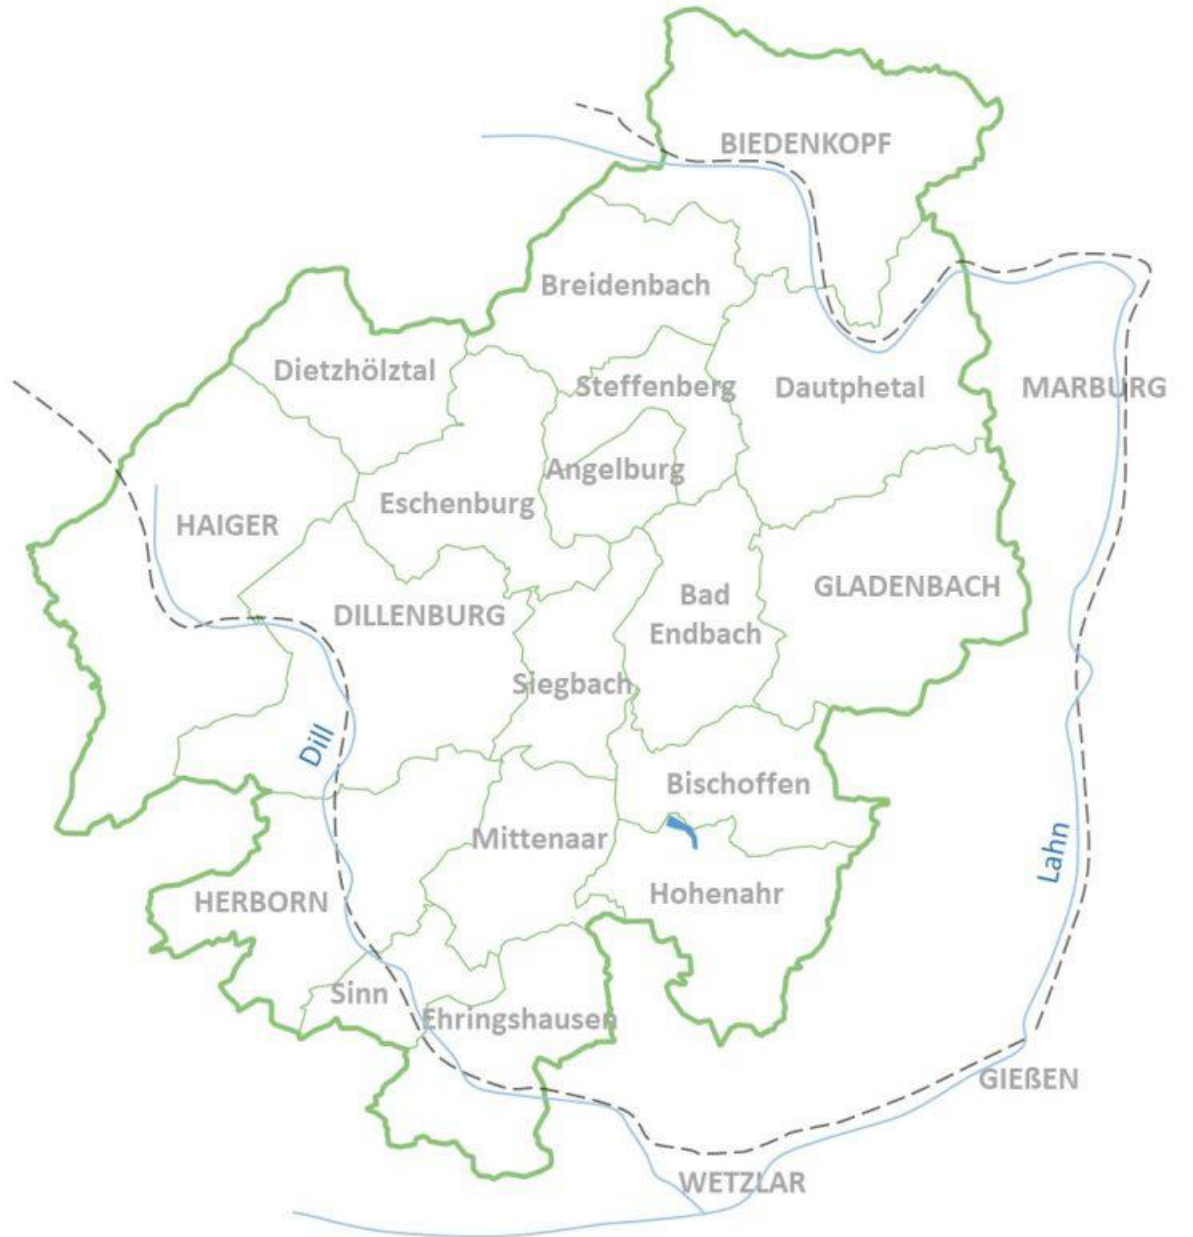 BIEDENKOPF
Breidenbach
Dietzhölztal
Steffenberg
Dautphetal
MARBURG
Angelburg
Eschenburg
HAIGER
GLADENBACH
Bad
Endbach
DILLENBURG
Siegbach
Dill
Bischoffen
Mittenaar
Lahn
Hohenahr
HERBORN
Sinn
Ehringshausen
GIEßEN
WETZLAR